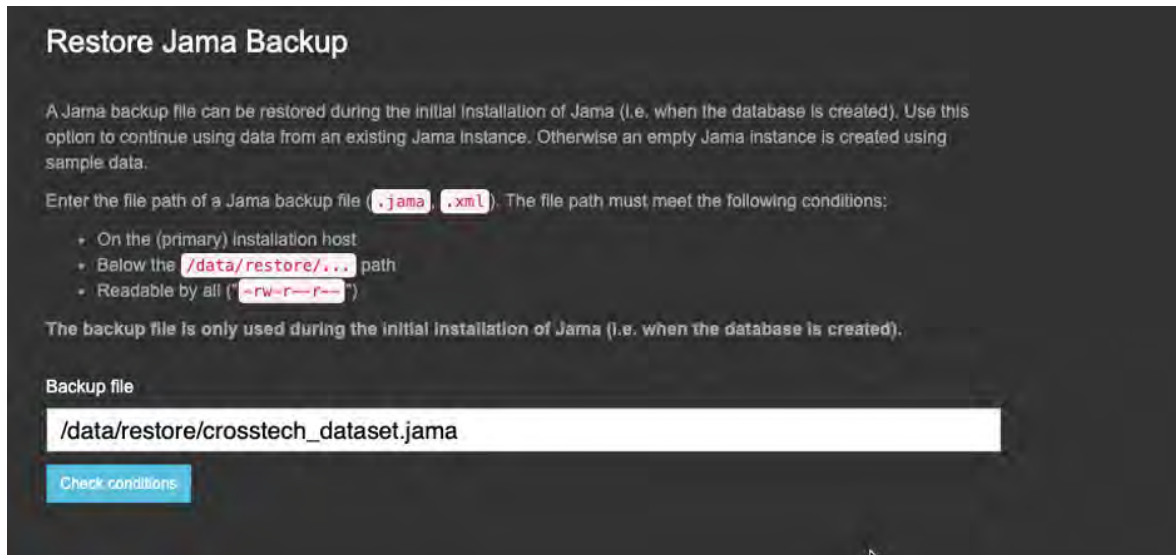 Restore Jama Backup
A Jama backup file can be restored during the initial installation of Jama (i.e. when the database is created). Use this
option to continue using data from an existing Jama instance. Otherwise an empty Jama instance is created using
sample data.
Enter the file path of a Jama backup file (.jama, .xml). The file path must meet the following conditions:
• On the (primary) installation host
• Below the /data/restore/... path
• Readable by all ("-rw-r--r--")
The backup file is only used during the initial installation of Jama (i.e. when the database is created).
Backup file
/data/restore/crosstech_dataset.jama
Check conditions